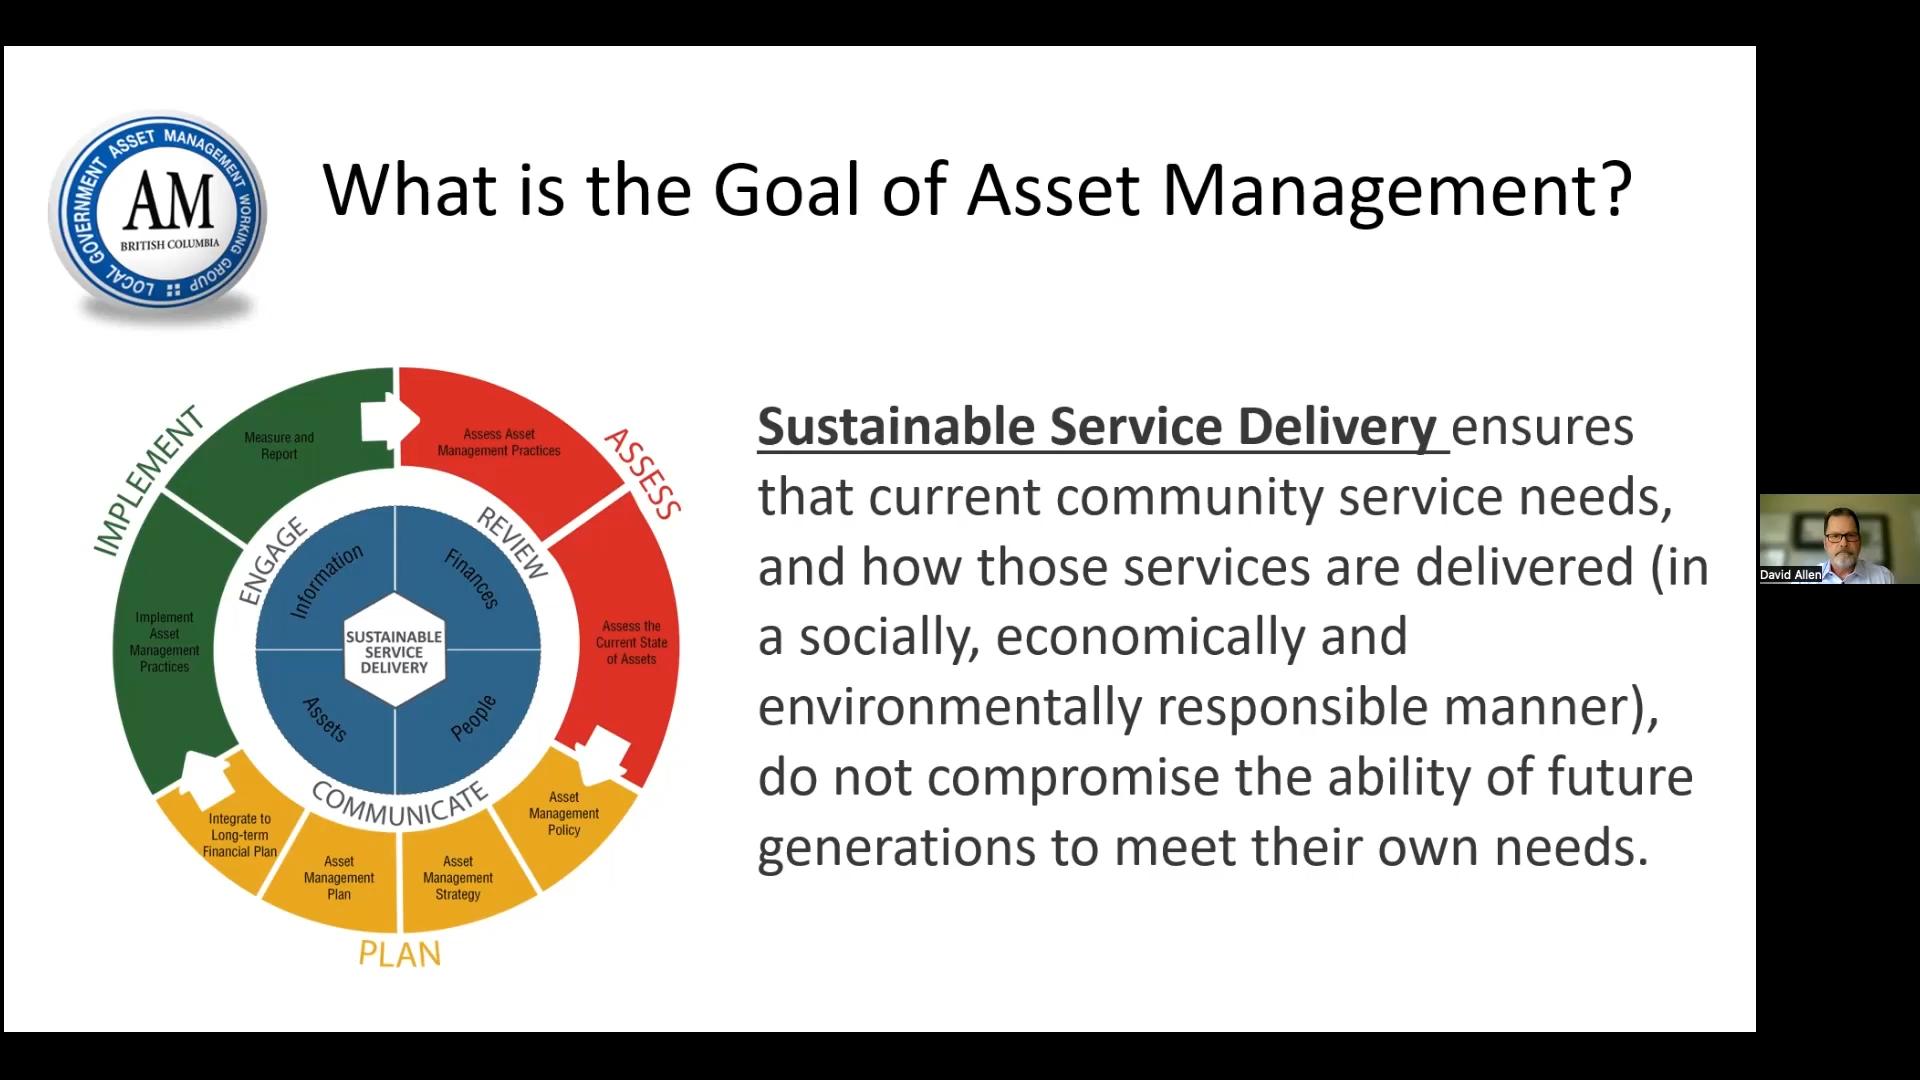 LOCAL GOVERNMENT ASSET MANAGEMENT WORKING GROUP
AM
BRITISH COLUMBIA
What is the Goal of Asset Management?
IMPLEMENT
ASSESS
PLAN
Measure and
Report
Assess Asset
Management Practices
Implement
Asset
Management
Practices
Assess the
Current State
of Assets
Integrate to
Long-term
Financial Plan
Asset
Management
Plan
Asset
Management
Strategy
Asset
Management
Policy
ENGAGE
REVIEW
COMMUNICATE
Information
Finances
Assets
People
SUSTAINABLE
SERVICE
DELIVERY
Sustainable Service Delivery ensures
that current community service needs,
and how those services are delivered (in
a socially, economically and
environmentally responsible manner),
do not compromise the ability of future
generations to meet their own needs.
David Allen